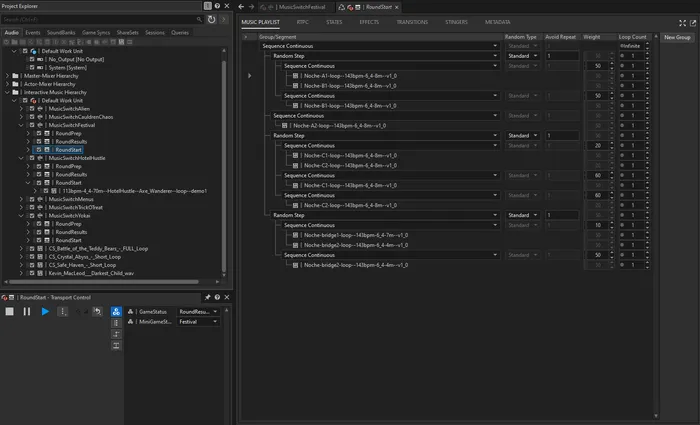 Project Explorer
MusicSwitchFestival
RoundStart
Search (Ctrl+Shift+F)
Audio Events SoundBanks Game Syncs ShareSets Sessions Queries
Default Work Unit
No_Output [No Output]
System [System]
Master-Mixer Hierarchy
Actor-Mixer Hierarchy
Interactive Music Hierarchy
Default Work Unit
MusicSwitchAlien
MusicSwitchCauldrenChaos
MusicSwitchFestival
RoundPrep
RoundResults
RoundStart
MusicSwitchHotelHustle
RoundPrep
RoundResults
RoundStart
113bpm-4_4-70m--HotelHustle--Axe_Wanderer--loop--demo1
MusicSwitchMenus
MusicSwitchTrickOTreat
MusicSwitchYokai
RoundPrep
RoundResults
RoundStart
CS_Battle_of_the_Teddy_Bears_-_FULL_Loop
CS_Crystal_Abyss_-_Short_Loop
CS_Safe_Haven_-_Short_Loop
Kevin_MacLeod__Darkest_Child_wav
RoundStart - Transport Control
GameStatus RoundResu...
MiniGameSt... Festival
MUSIC PLAYLIST RTPC STATES EFFECTS TRANSITIONS STINGERS METADATA
Group/Segment Random Type Avoid Repeat Weight Loop Count
New Group
Sequence Continuous Standard Infinite
Random Step Standard 1 1
Sequence Continuous Standard 50 1
Noche-A1-loop--143bpm-6_4-8m--v1_0 1
Noche-B1-loop--143bpm-6_4-8m--v1_0 1
Sequence Continuous Standard 50 1
Noche-B1-loop--143bpm-6_4-8m--v1_0 1
Sequence Continuous Standard 1
Noche-A2-loop--143bpm-6_4-8m--v1_0 1
Random Step Standard 1 1
Sequence Continuous Standard 20 1
Noche-C1-loop--143bpm-6_4-8m--v1_0 1
Noche-C2-loop--143bpm-6_4-8m--v1_0 1
Sequence Continuous Standard 60 1
Noche-C1-loop--143bpm-6_4-8m--v1_0 1
Sequence Continuous Standard 60 1
Noche-C2-loop--143bpm-6_4-8m--v1_0 1
Random Step Standard 1 1
Sequence Continuous Standard 10 1
Noche-bridge1-loop--143bpm-6_4-7m--v1_0 1
Noche-bridge2-loop--143bpm-6_4-4m--v1_0 1
Sequence Continuous Standard 50 1
Noche-bridge2-loop--143bpm-6_4-4m--v1_0 1